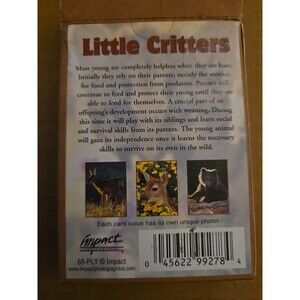 Little Critters
Most young are completely helpless when they are born.
Initially they rely on their parents, mainly the mother,
for food and protection from predators. Parents will
continue to feed and protect their young until they are
able to fend for themselves. A crucial part of an
offspring's development occurs with weaning. During
this time it will play with its siblings and learn social
and survival skills from its parents. The young animal
will gain its independence once it learns the necessary
skills to survive on its own in the wild.
Each card value has its own unique photo!
Impact
65-PLY © Impact
www.impactphotographics.com
0 45622 99278 4